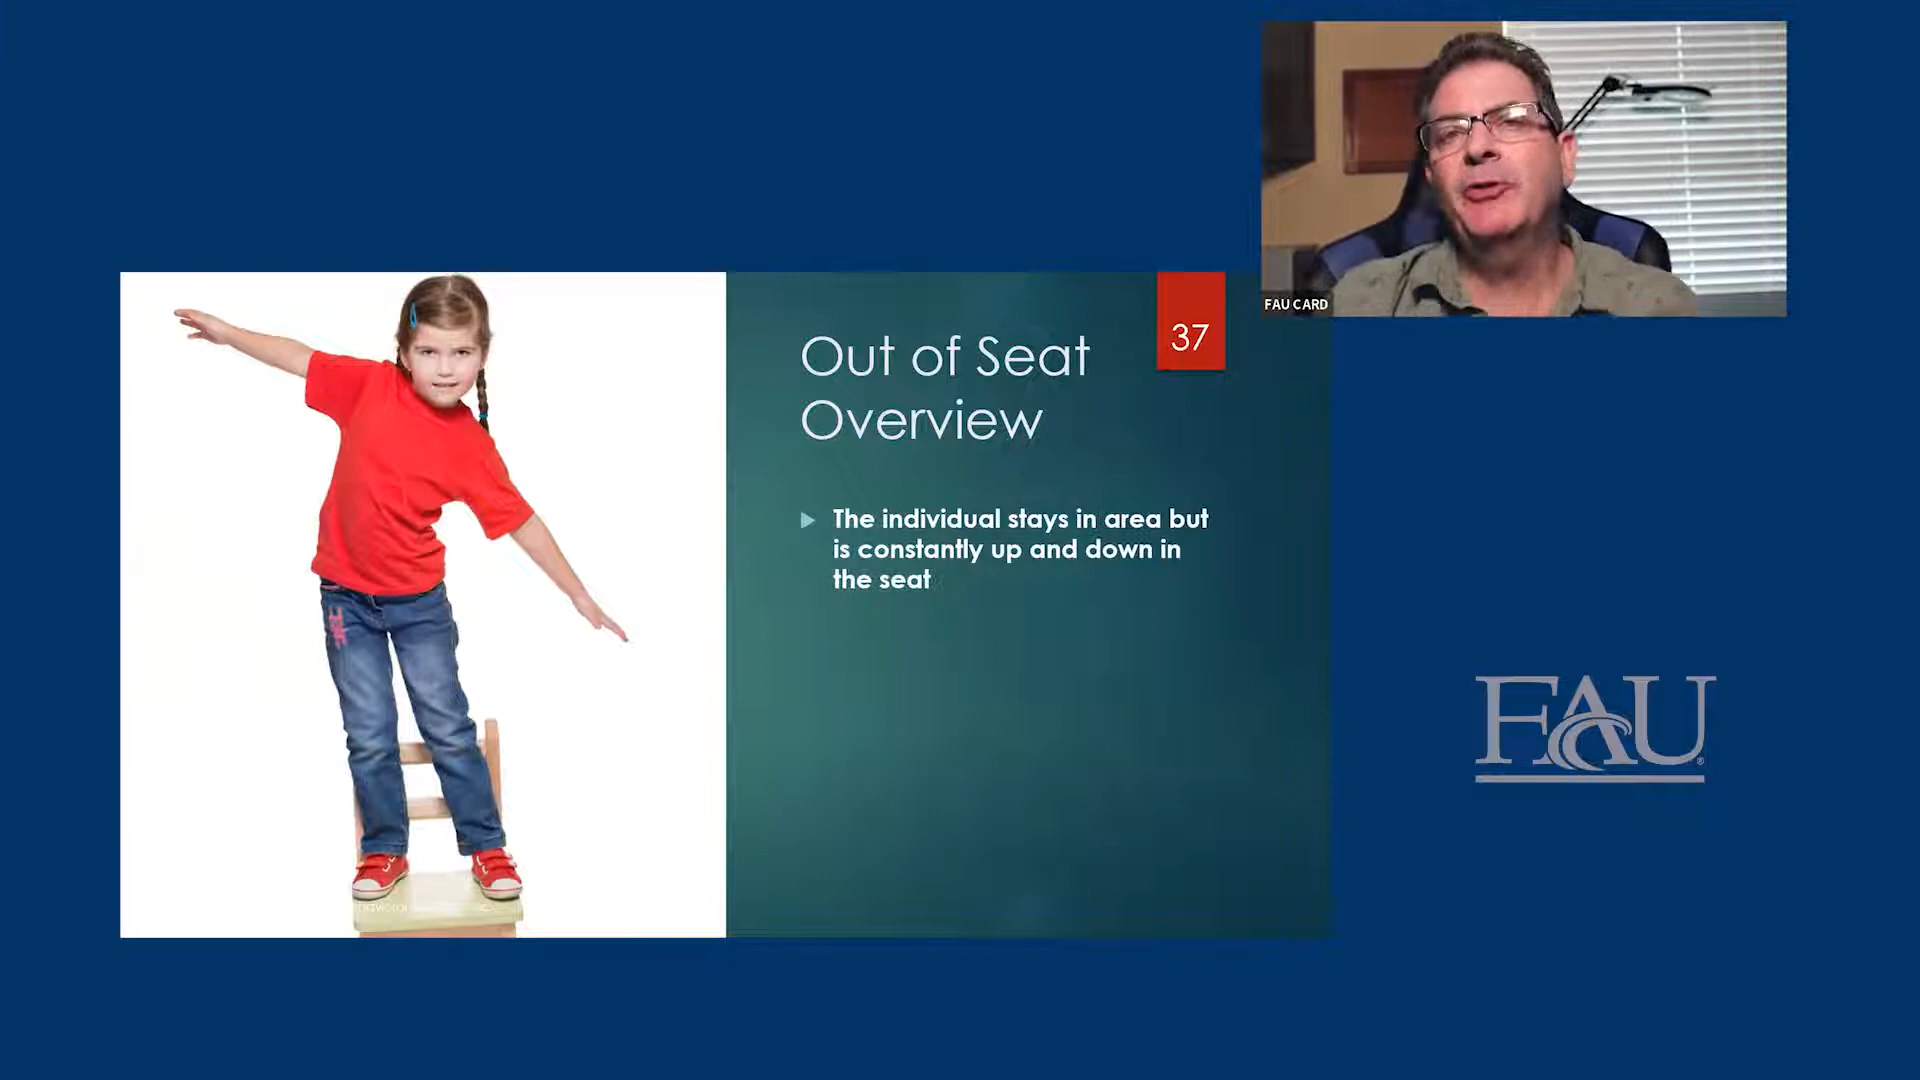 FAU CARD
37
Out of Seat
Overview
The individual stays in area but
is constantly up and down in
the seat
FAU